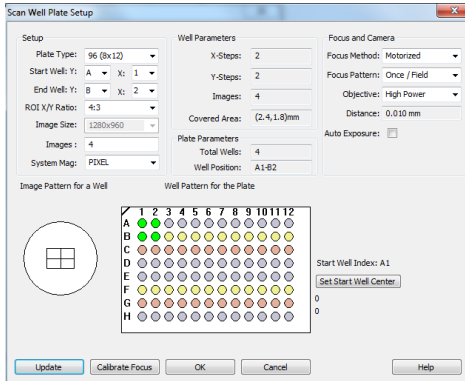 Scan Well Plate Setup
Setup
Plate Type: 96 (8x12)
Start Well: Y: A X: 1
End Well: Y: B X: 2
ROI X/Y Ratio: 4:3
Image Size: 1280x960
Images : 4
System Mag: PIXEL
Well Parameters
X-Steps: 2
Y-Steps: 2
Images: 4
Covered Area: (2.4,1.8)mm
Plate Parameters
Total Wells: 4
Well Position: A1-B2
Focus and Camera
Focus Method: Motorized
Focus Pattern: Once / Field
Objective: High Power
Distance: 0.010 mm
Auto Exposure:
Image Pattern for a Well
Well Pattern for the Plate
1 2 3 4 5 6 7 8 9 10 11 12
A
B
C
D
E
F
G
H
Start Well Index: A1
Set Start Well Center
0
0
Update Calibrate Focus OK Cancel Help